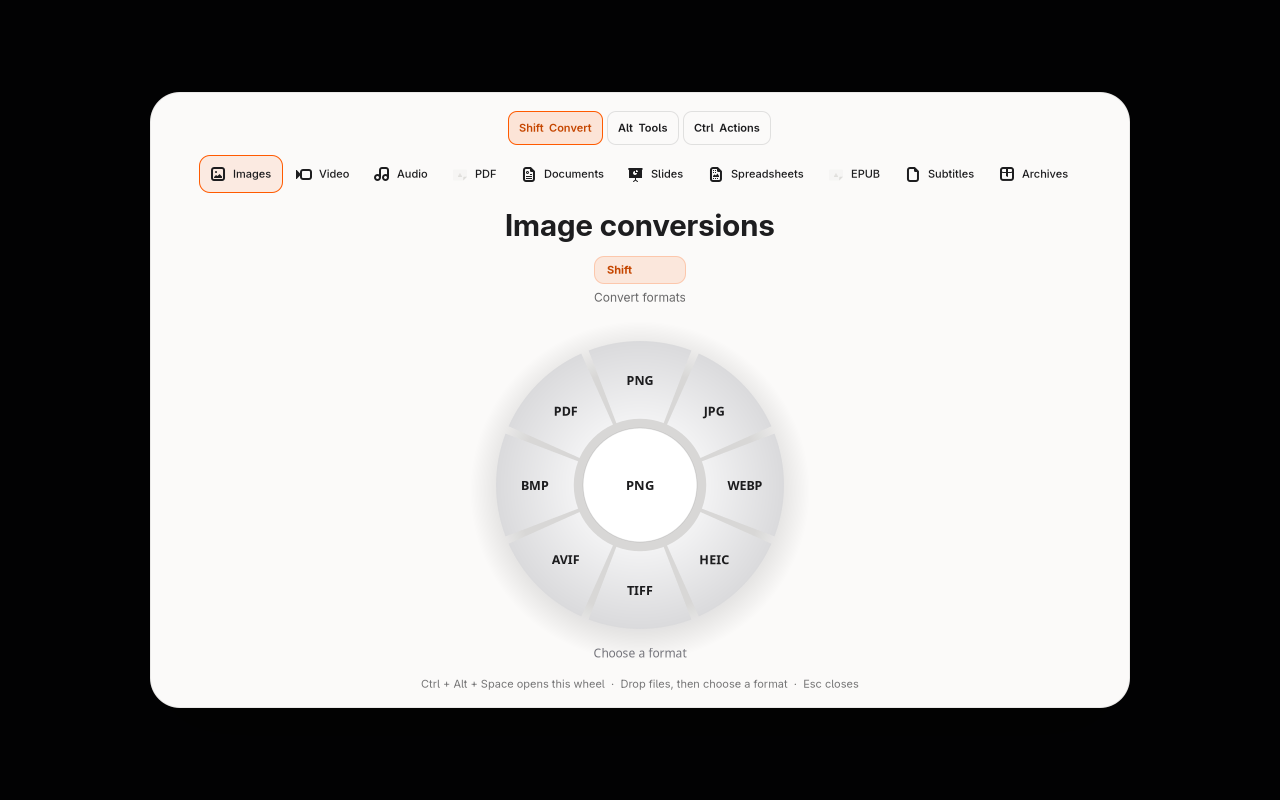 Shift Convert Alt Tools Ctrl Actions
Images Video Audio PDF Documents Slides Spreadsheets EPUB Subtitles Archives
Image conversions
Shift
Convert formats
PNG
PDF JPG
BMP PNG WEBP
AVIF HEIC
TIFF
Choose a format
Ctrl + Alt + Space opens this wheel · Drop files, then choose a format · Esc closes